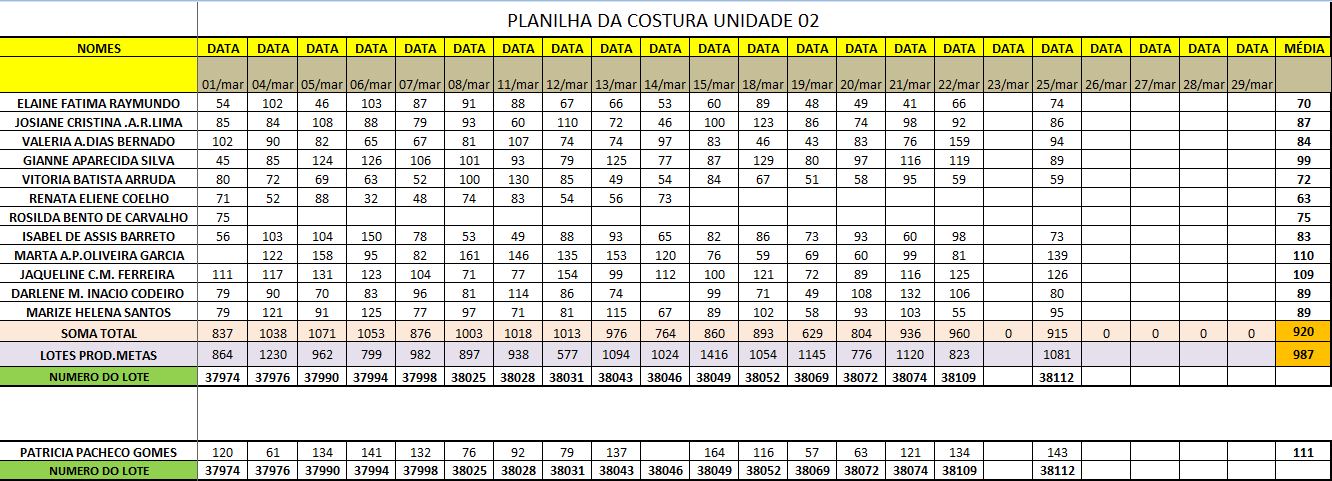 PLANILHA DA COSTURA UNIDADE 02
NOMES DATA DATA DATA DATA DATA DATA DATA DATA DATA DATA DATA DATA DATA DATA DATA DATA DATA DATA DATA DATA DATA DATA MÉDIA
01/mar 04/mar 05/mar 06/mar 07/mar 08/mar 11/mar 12/mar 13/mar 14/mar 15/mar 18/mar 19/mar 20/mar 21/mar 22/mar 23/mar 25/mar 26/mar 27/mar 28/mar 29/mar
ELAINE FATIMA RAYMUNDO 54 102 46 103 87 91 88 67 66 53 60 89 48 49 41 66 74 70
JOSIANE CRISTINA .A.R.LIMA 85 84 108 88 79 93 60 110 72 46 100 123 86 74 98 92 86 87
VALERIA A.DIAS BERNADO 102 90 82 65 67 81 107 74 74 97 83 46 43 83 76 159 94 84
GIANNE APARECIDA SILVA 45 85 124 126 106 101 93 79 125 77 87 129 80 97 116 119 89 99
VITORIA BATISTA ARRUDA 80 72 69 63 52 100 130 85 49 54 84 67 51 58 95 59 59 72
RENATA ELIENE COELHO 71 52 88 32 48 74 83 54 56 73 63
ROSILDA BENTO DE CARVALHO 75 75
ISABEL DE ASSIS BARRETO 56 103 104 150 78 53 49 88 93 65 82 86 73 93 60 98 73 83
MARTA A.P.OLIVEIRA GARCIA 122 158 95 82 161 146 135 153 120 76 59 69 60 99 81 139 110
JAQUELINE C.M. FERREIRA 111 117 131 123 104 71 77 154 99 112 100 121 72 89 116 125 126 109
DARLENE M. INACIO CODEIRO 79 90 70 83 96 81 114 86 74 99 71 49 108 132 106 80 89
MARIZE HELENA SANTOS 79 121 91 125 77 97 71 81 115 67 89 102 58 93 103 55 95 89
SOMA TOTAL 837 1038 1071 1053 876 1003 1018 1013 976 764 860 893 629 804 936 960 0 915 0 0 0 0 920
LOTES PROD.METAS 864 1230 962 799 982 897 938 577 1094 1024 1416 1054 1145 776 1120 823 1081 987
NUMERO DO LOTE 37974 37976 37990 37994 37998 38025 38028 38031 38043 38046 38049 38052 38069 38072 38074 38109 38112
PATRICIA PACHECO GOMES 120 61 134 141 132 76 92 79 137 164 116 57 63 121 134 143 111
NUMERO DO LOTE 37974 37976 37990 37994 37998 38025 38028 38031 38043 38046 38049 38052 38069 38072 38074 38109 38112